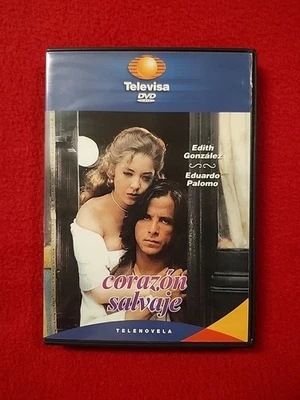 Televisa
DVD
Edith
González
Eduardo
Palomo
corazón
salvaje
TELENOVELA